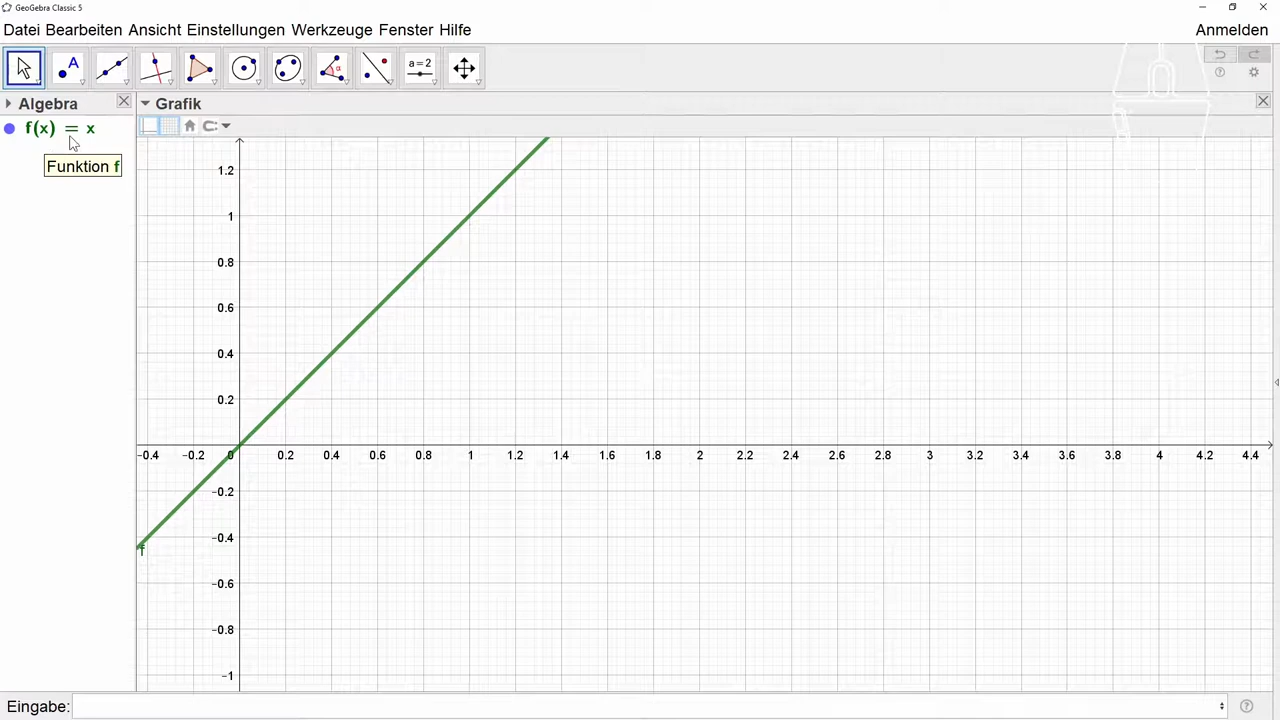 GeoGebra Classic 5
Datei Bearbeiten Ansicht Einstellungen Werkzeuge Fenster Hilfe
Anmelden
A
α
a=2
Algebra
Grafik
f(x) = x
Funktion f
1.2
1
0.8
0.6
0.4
0.2
−0.4 −0.2 0 0.2 0.4 0.6 0.8 1 1.2 1.4 1.6 1.8 2 2.2 2.4 2.6 2.8 3 3.2 3.4 3.6 3.8 4 4.2 4.4
−0.2
−0.4
f
−0.6
−0.8
−1
Eingabe: